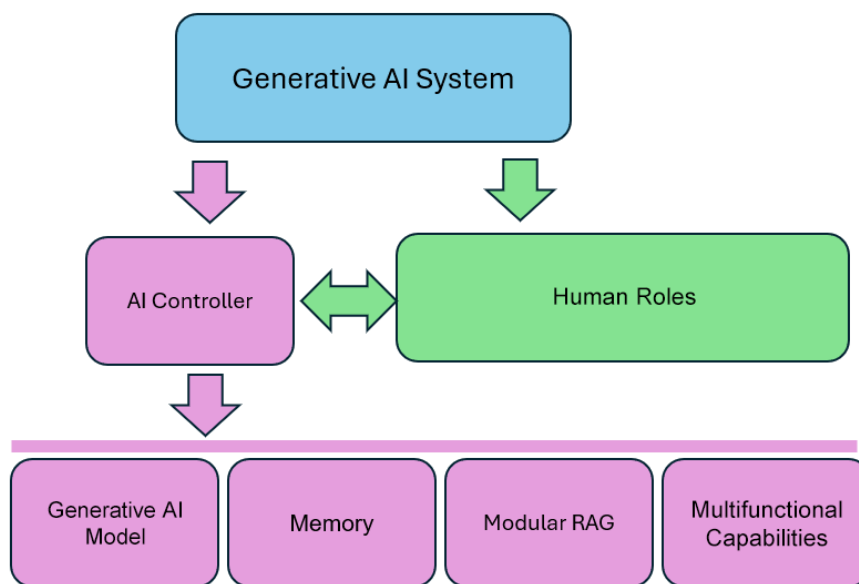 Generative AI System
AI Controller
Human Roles
Generative AI
Model
Memory
Modular RAG
Multifunctional
Capabilities